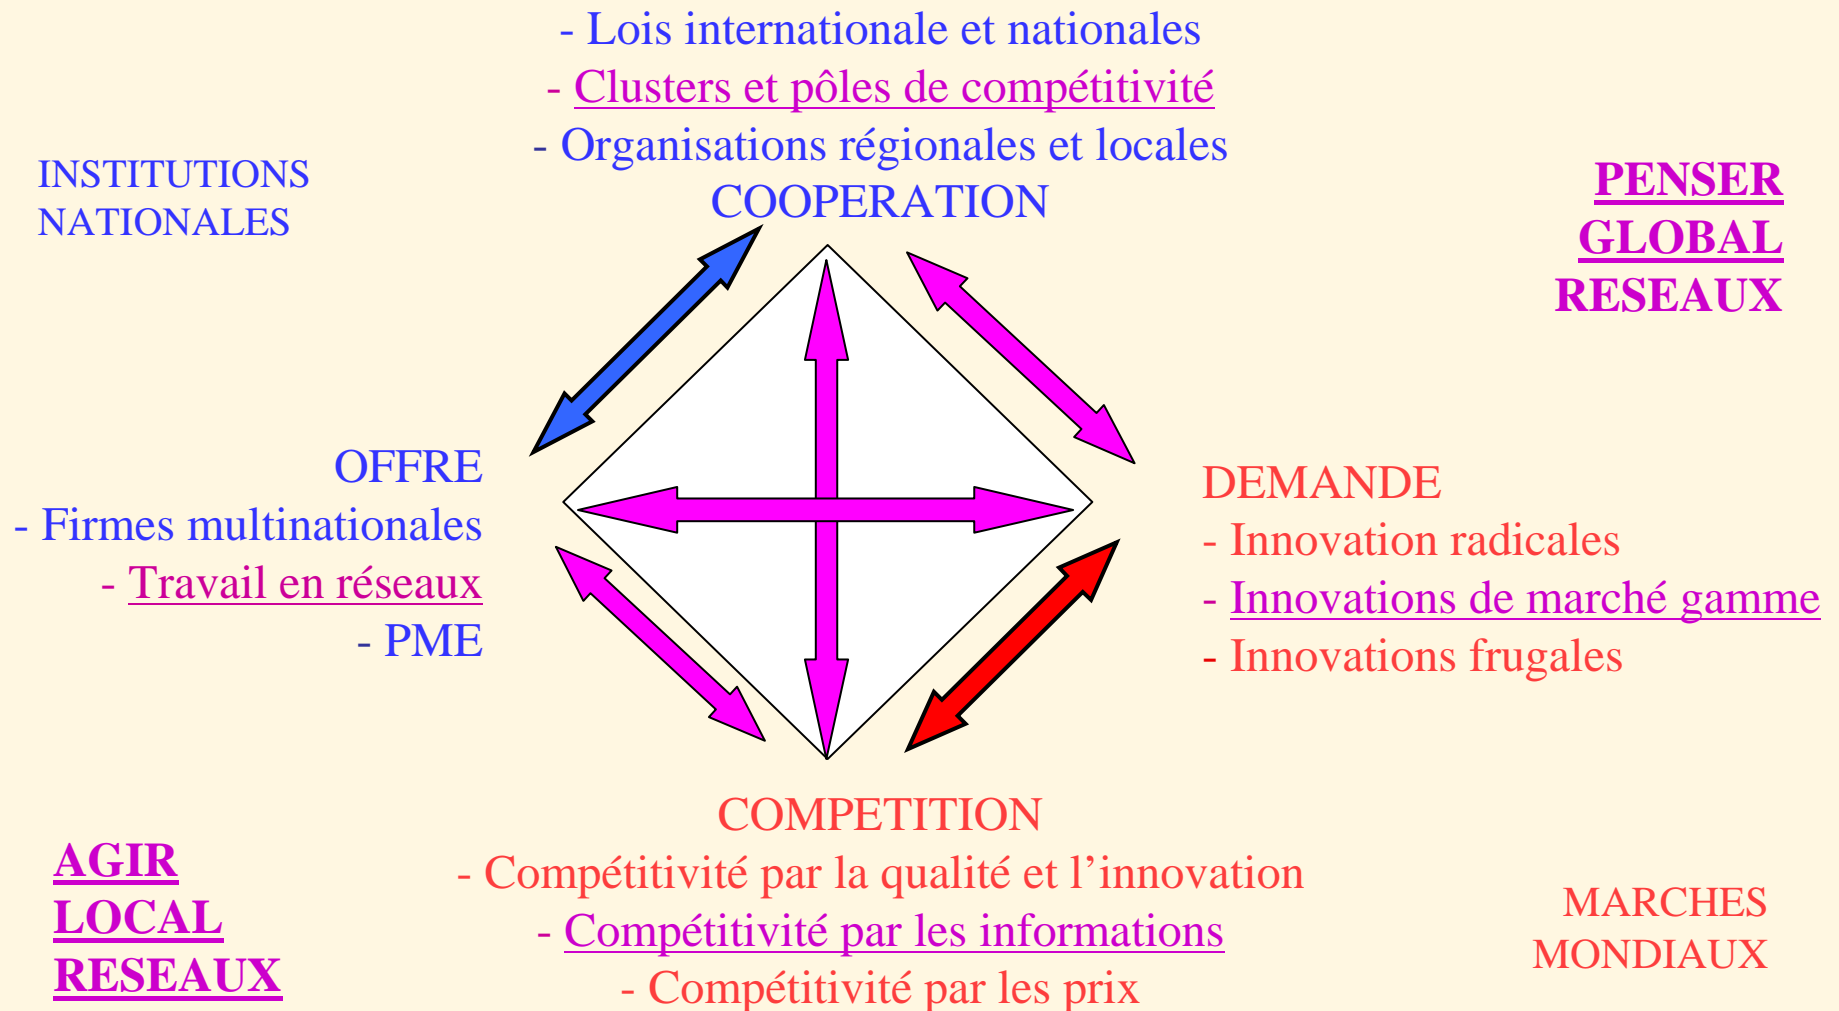 - Lois internationale et nationales
- Clusters et pôles de compétitivité
- Organisations régionales et locales
COOPERATION
INSTITUTIONS
NATIONALES
PENSER
GLOBAL
RESEAUX
OFFRE
- Firmes multinationales
- Travail en réseaux
- PME
DEMANDE
- Innovation radicales
- Innovations de marché gamme
- Innovations frugales
COMPETITION
- Compétitivité par la qualité et l’innovation
- Compétitivité par les informations
- Compétitivité par les prix
AGIR
LOCAL
RESEAUX
MARCHES
MONDIAUX